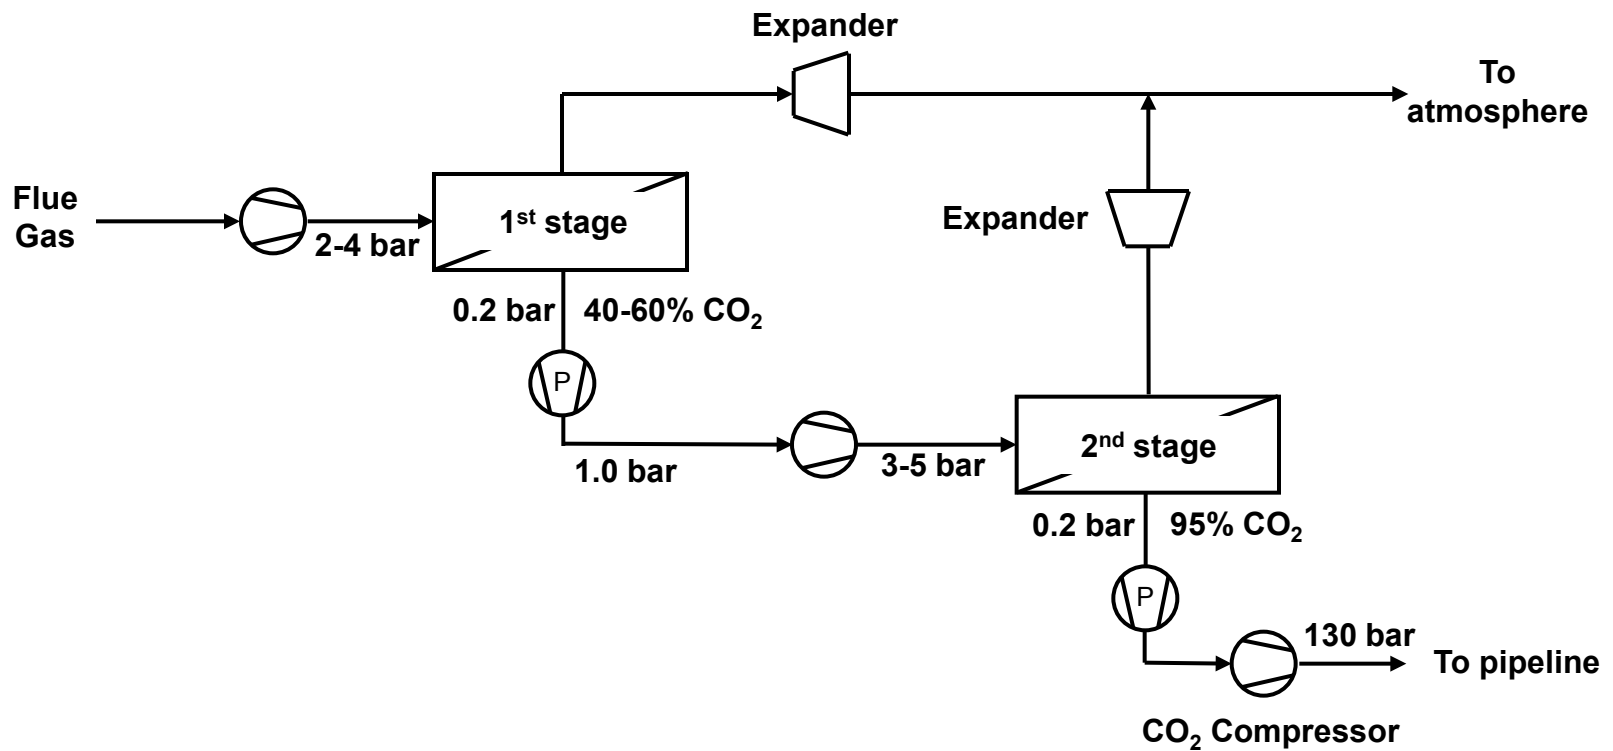 Expander
To
atmosphere
Flue
Gas
2-4 bar
1st stage
Expander
0.2 bar
40-60% CO2
P
1.0 bar
3-5 bar
2nd stage
0.2 bar
95% CO2
P
130 bar
To pipeline
CO2 Compressor